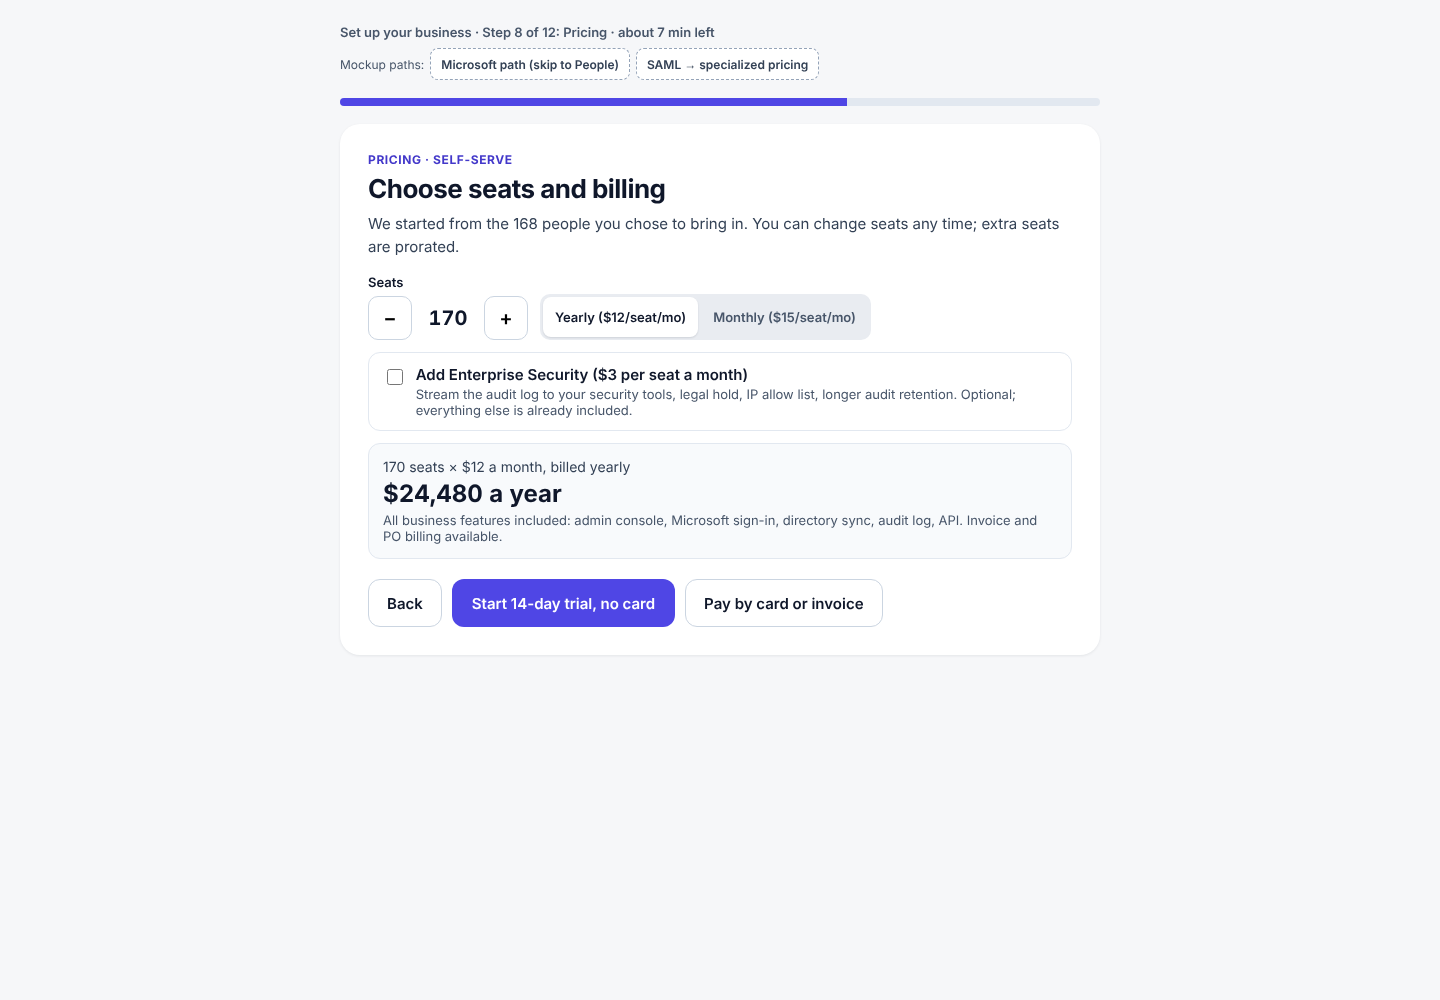 Set up your business · Step 8 of 12: Pricing · about 7 min left
Mockup paths: Microsoft path (skip to People) SAML → specialized pricing
PRICING · SELF-SERVE
Choose seats and billing
We started from the 168 people you chose to bring in. You can change seats any time; extra seats
are prorated.
Seats
− 170 + Yearly ($12/seat/mo) Monthly ($15/seat/mo)
Add Enterprise Security ($3 per seat a month)
Stream the audit log to your security tools, legal hold, IP allow list, longer audit retention. Optional;
everything else is already included.
170 seats × $12 a month, billed yearly
$24,480 a year
All business features included: admin console, Microsoft sign-in, directory sync, audit log, API. Invoice and
PO billing available.
Back Start 14-day trial, no card Pay by card or invoice